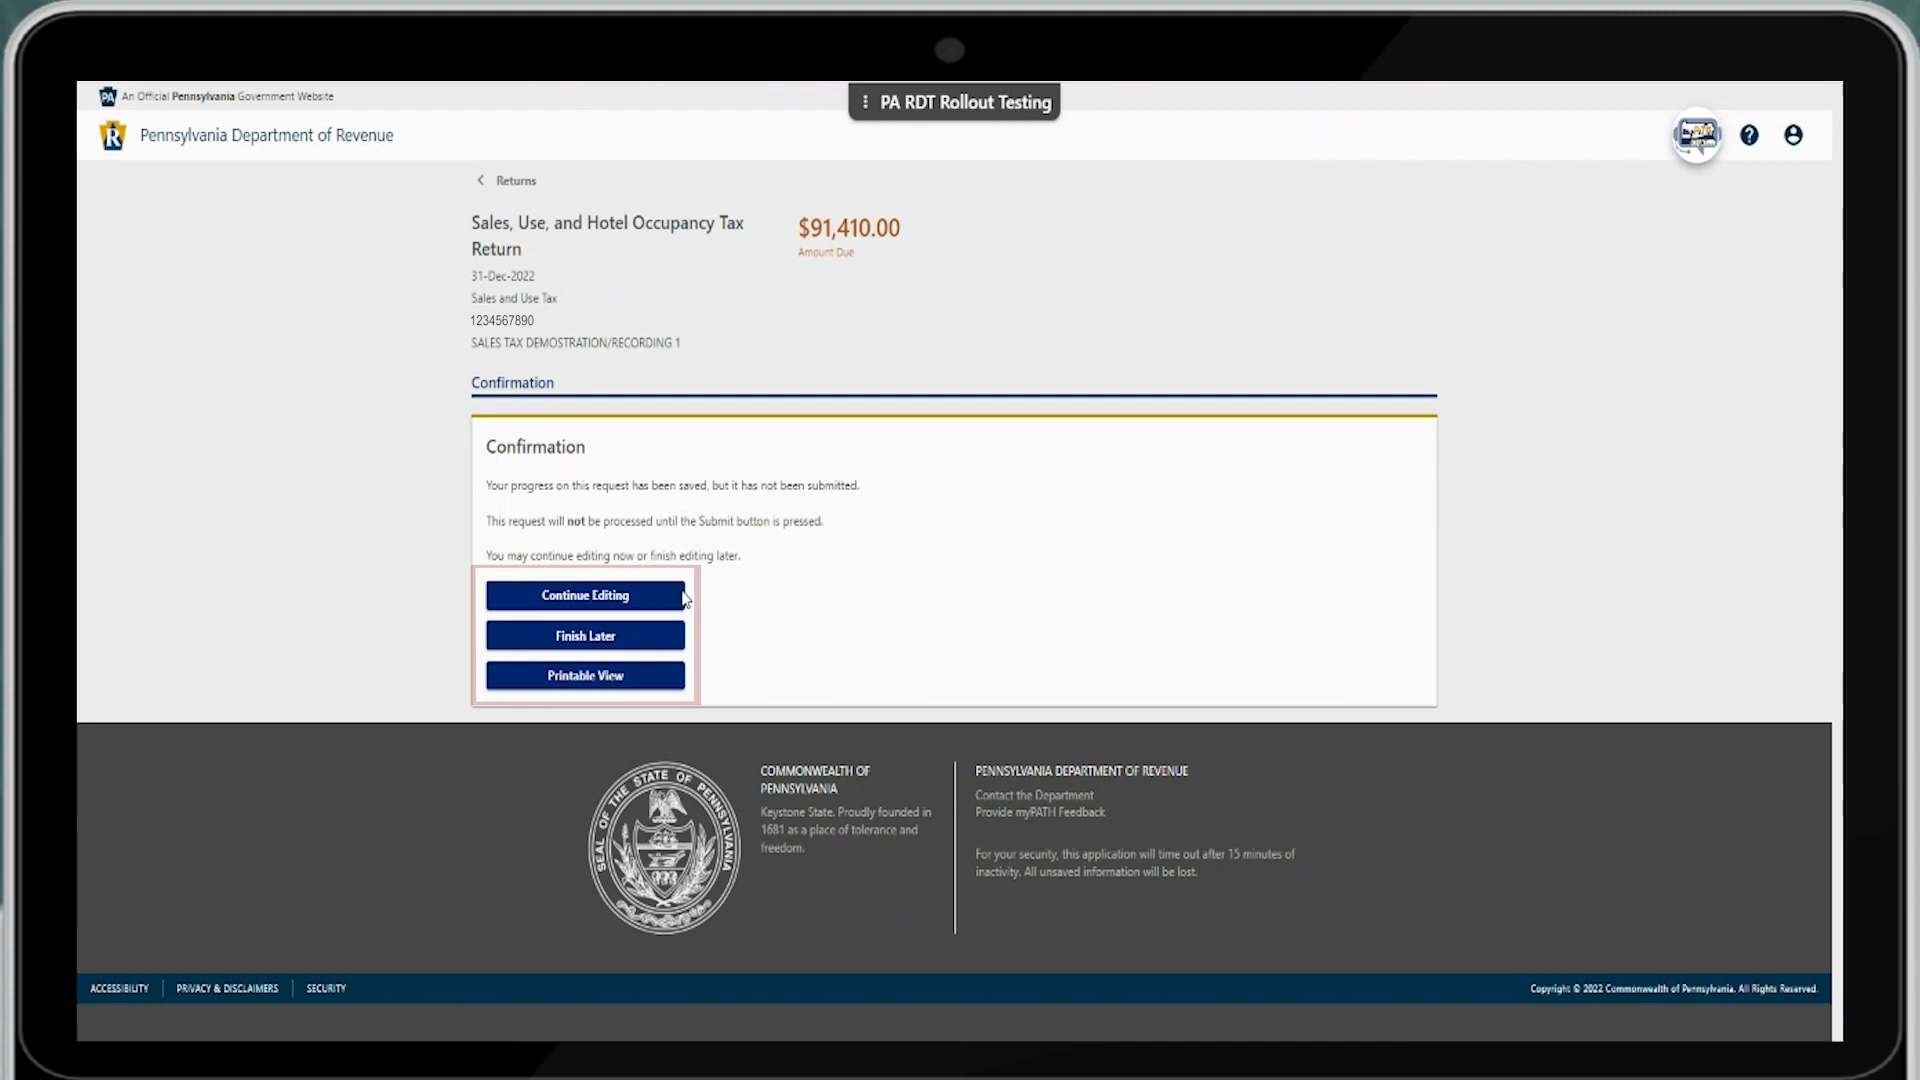 PA An Official Pennsylvania Government Website
PA RDT Rollout Testing
R Pennsylvania Department of Revenue
Returns
Sales, Use, and Hotel Occupancy Tax
Return
$91,410.00
Amount Due
31-Dec-2022
Sales and Use Tax
1234567890
SALES TAX DEMOSTRATION/RECORDING 1
Confirmation
Confirmation
Your progress on this request has been saved, but it has not been submitted.
This request will not be processed until the Submit button is pressed.
You may continue editing now or finish editing later.
Continue Editing
Finish Later
Printable View
SEAL OF THE STATE OF PENNSYLVANIA
COMMONWEALTH OF
PENNSYLVANIA
Keystone State. Proudly founded in
1681 as a place of tolerance and
freedom.
PENNSYLVANIA DEPARTMENT OF REVENUE
Contact the Department
Provide myPATH Feedback
For your security, this application will time out after 15 minutes of
inactivity. All unsaved information will be lost.
ACCESSIBILITY
PRIVACY & DISCLAIMERS
SECURITY
Copyright © 2022 Commonwealth of Pennsylvania. All Rights Reserved.